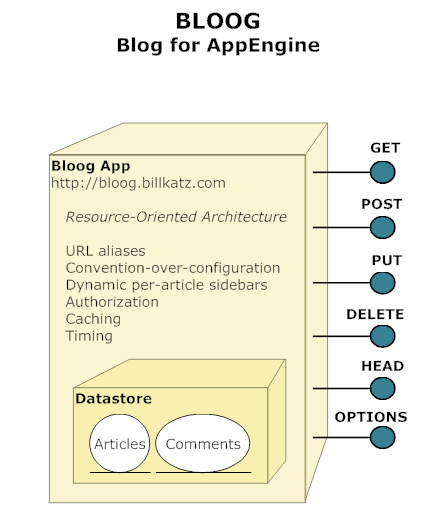 BLOOG
Blog for AppEngine
Bloog App
http://bloog.billkatz.com
Resource-Oriented Architecture
URL aliases
Convention-over-configuration
Dynamic per-article sidebars
Authorization
Caching
Timing
Datastore
Articles
Comments
GET
POST
PUT
DELETE
HEAD
OPTIONS